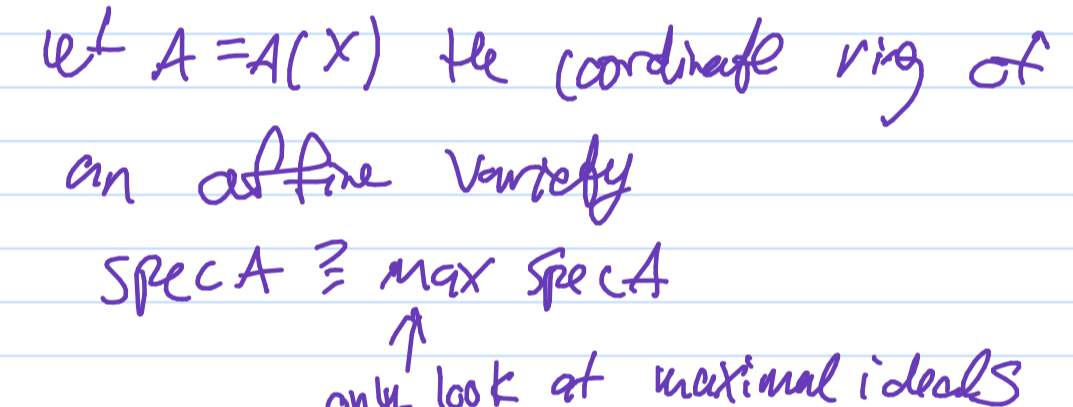 let A = A(X) the coordinate ring of
an affine variety
Spec A ⊇ Max Spec A
↑
only look at maximal ideals